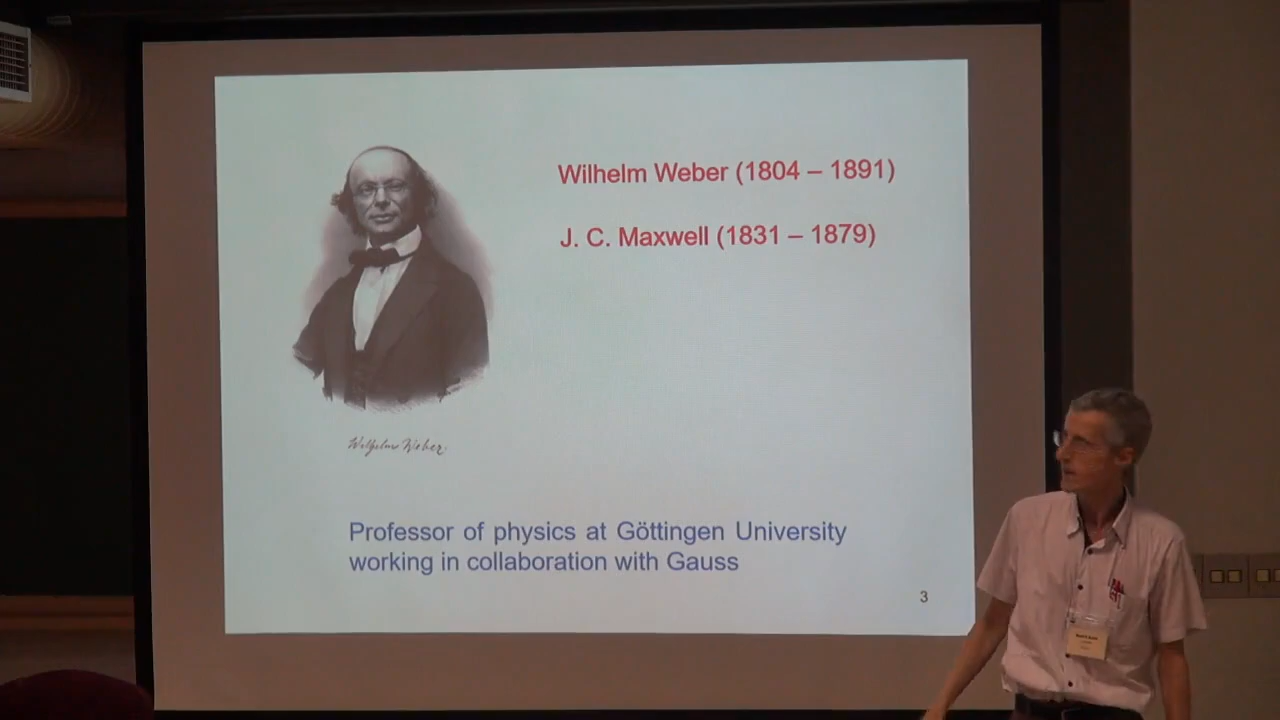 Wilhelm Weber (1804 – 1891)
J. C. Maxwell (1831 – 1879)
Wilhelm Weber.
Professor of physics at Göttingen University
working in collaboration with Gauss
3